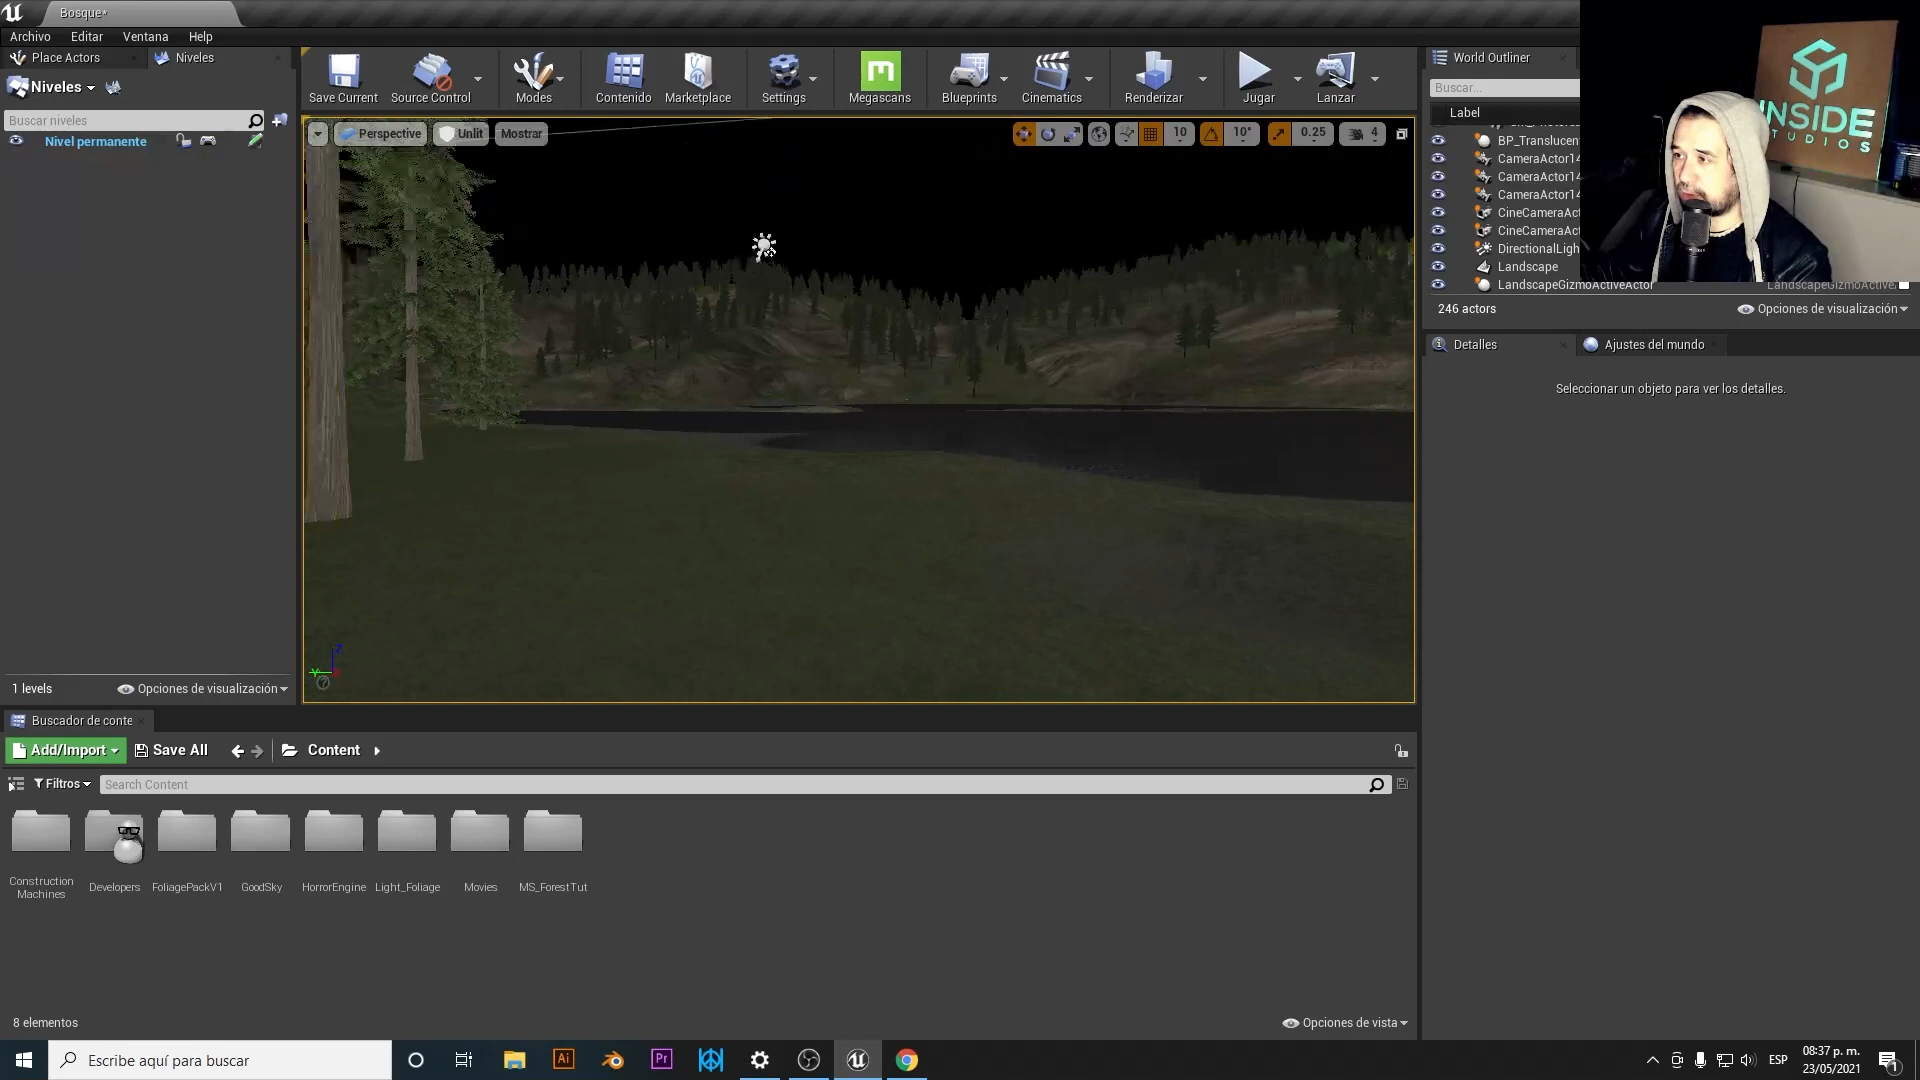 Bosque*
Archivo Editar Ventana Help
Place Actors
Niveles
Niveles
Buscar niveles
Nivel permanente
1 levels
Opciones de visualización
Save Current
Source Control
Modes
Contenido
Marketplace
Settings
Megascans
Blueprints
Cinematics
Renderizar
Jugar
Lanzar
Perspective
Unlit
Mostrar
10
10°
0.25
4
World Outliner
Buscar...
Label
BP_Translucen
CameraActor14
CameraActor14
CameraActor14
CineCameraAct
CineCameraAct
DirectionalLigh
Landscape
LandscapeGizmoActiveActor LandscapeGizmoActive
246 actors
Opciones de visualización
INSIDE
STUDIOS
Detalles
Ajustes del mundo
Seleccionar un objeto para ver los detalles.
Buscador de conte
Add/Import
Save All
Content
Filtros
Search Content
Construction
Machines
Developers
FoliagePackV1
GoodSky
HorrorEngine
Light_Foliage
Movies
MS_ForestTut
8 elementos
Opciones de vista
Escribe aquí para buscar
Ai
Pr
ESP
08:37 p. m.
23/05/2021
1